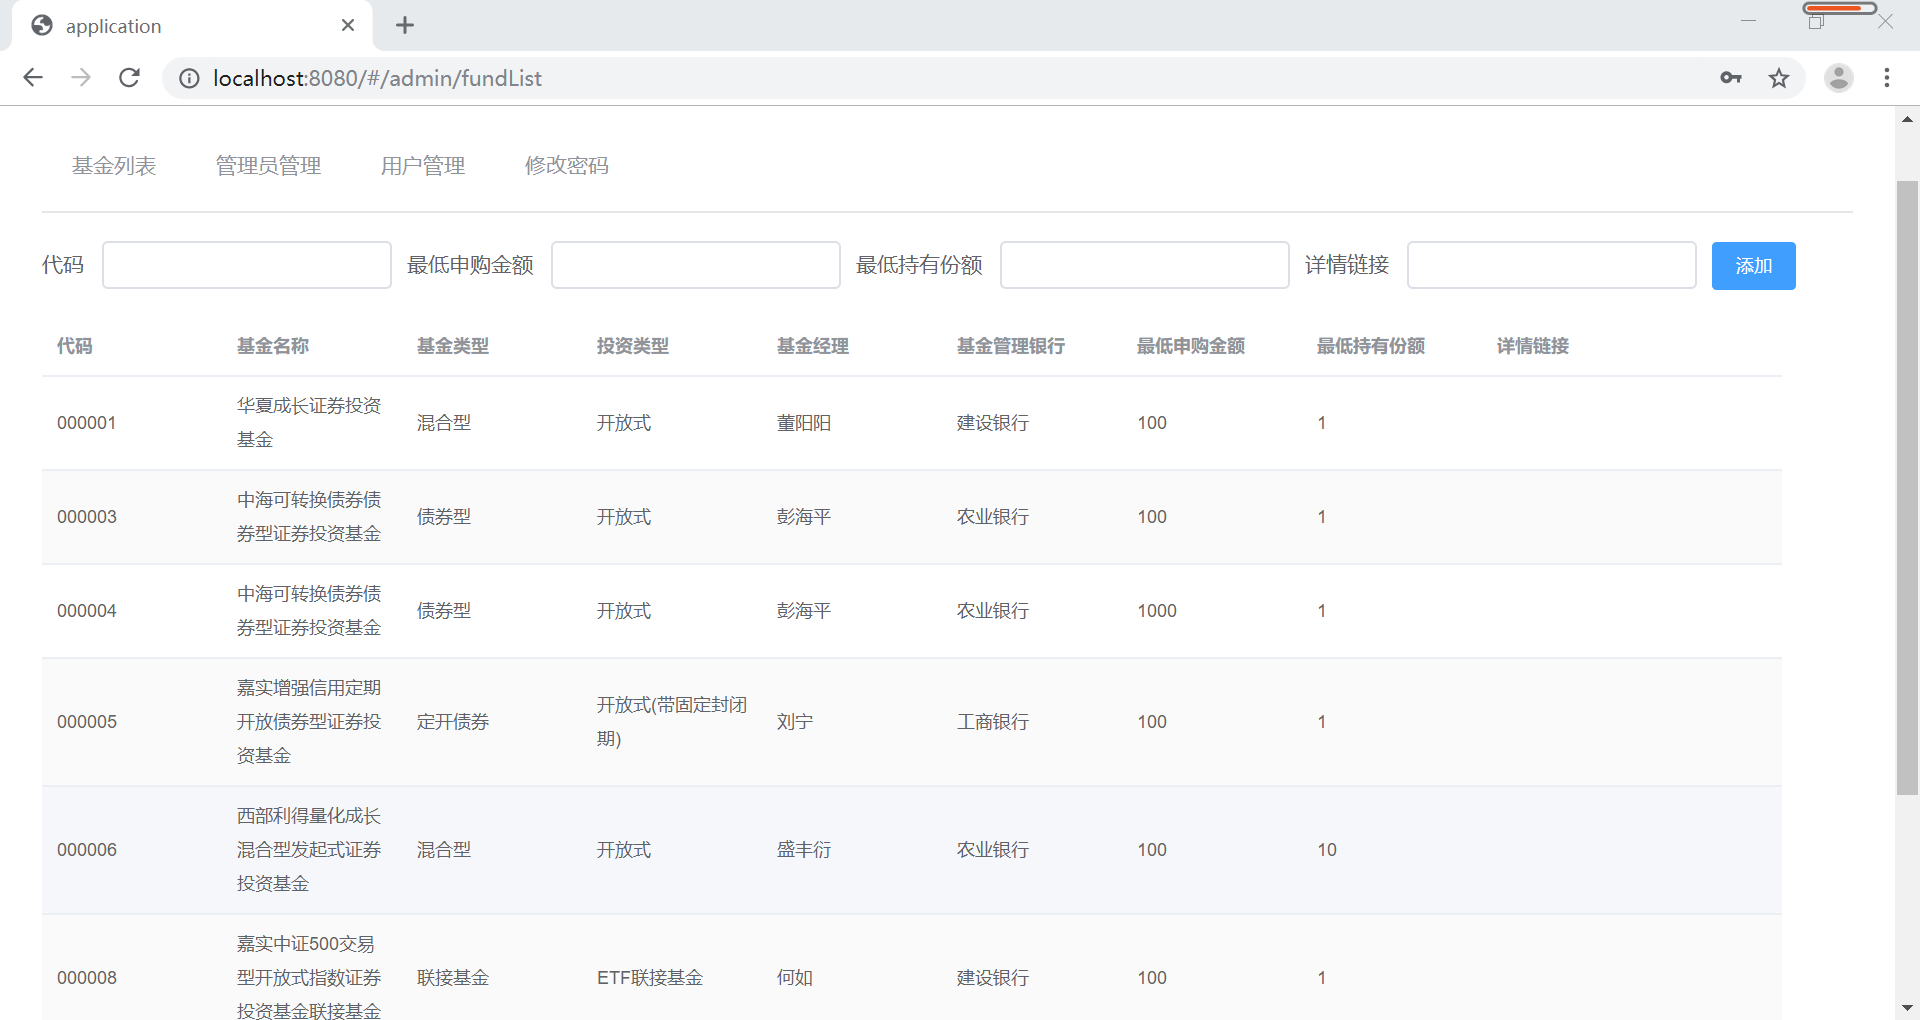 application
localhost:8080/#/admin/fundList
基金列表 管理员管理 用户管理 修改密码
代码 最低申购金额 最低持有份额 详情链接 添加
代码 基金名称 基金类型 投资类型 基金经理 基金管理银行 最低申购金额 最低持有份额 详情链接
000001 华夏成长证券投资 混合型 开放式 董阳阳 建设银行 100 1
基金
000003 中海可转换债券债 债券型 开放式 彭海平 农业银行 100 1
券型证券投资基金
000004 中海可转换债券债 债券型 开放式 彭海平 农业银行 1000 1
券型证券投资基金
000005 嘉实增强信用定期 定开债券 开放式(带固定封闭 刘宁 工商银行 100 1
开放债券型证券投 期)
资基金
000006 西部利得量化成长 混合型 开放式 盛丰衍 农业银行 100 10
混合型发起式证券
投资基金
000008 嘉实中证500交易 联接基金 ETF联接基金 何如 建设银行 100 1
型开放式指数证券
投资基金联接基金